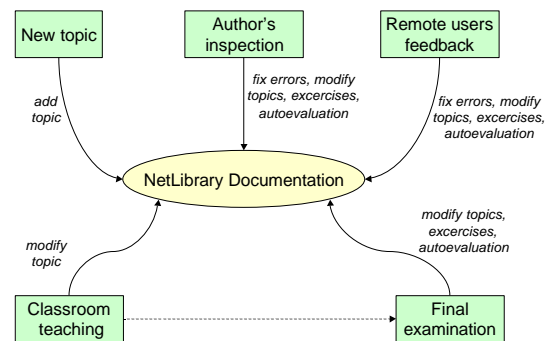 New topic
Author's
inspection
Remote users
feedback
add
topic
fix errors, modify
topics, excercises,
autoevaluation
fix errors, modify
topics, excercises,
autoevaluation
NetLibrary Documentation
modify
topic
modify topics,
excercises,
autoevaluation
Classroom
teaching
Final
examination